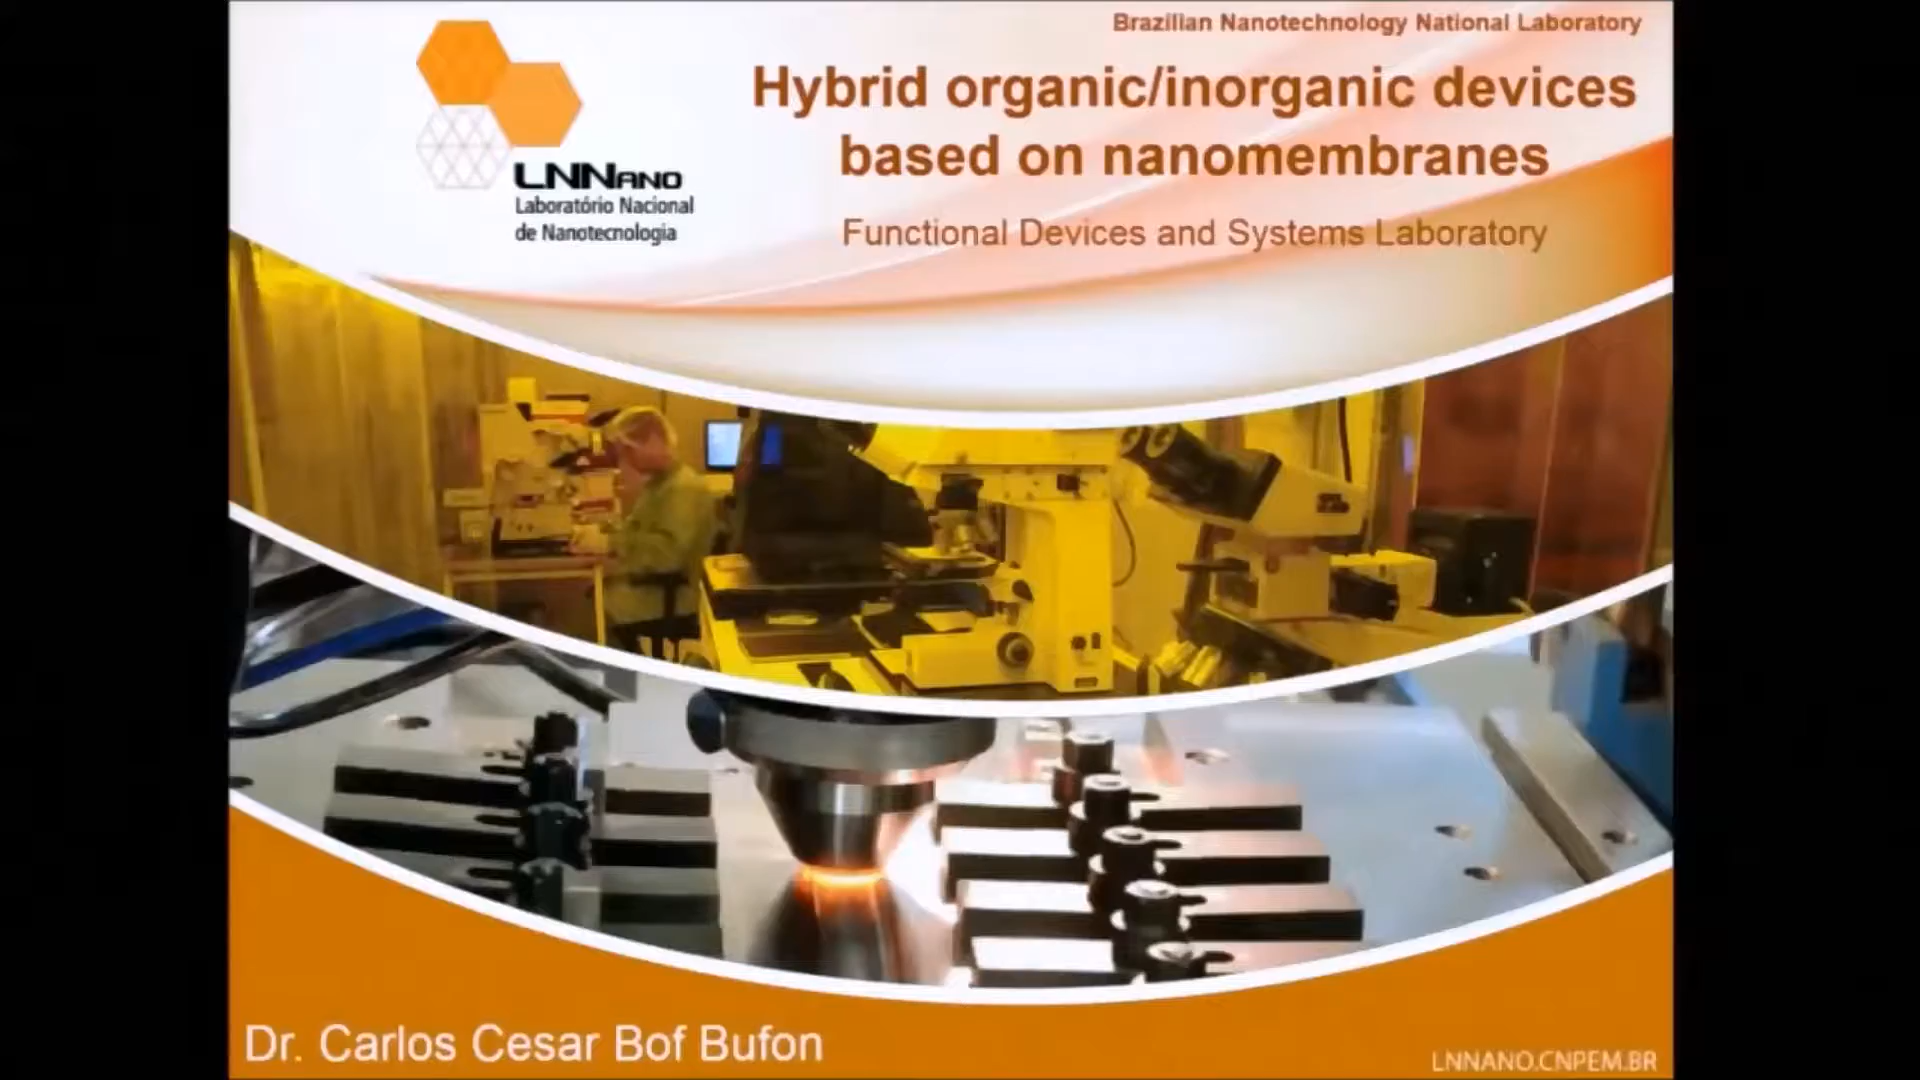 Brazilian Nanotechnology National Laboratory
Hybrid organic/inorganic devices
based on nanomembranes
Functional Devices and Systems Laboratory
LNNANO
Laboratório Nacional
de Nanotecnologia
Dr. Carlos Cesar Bof Bufon
LNNANO.CNPEM.BR